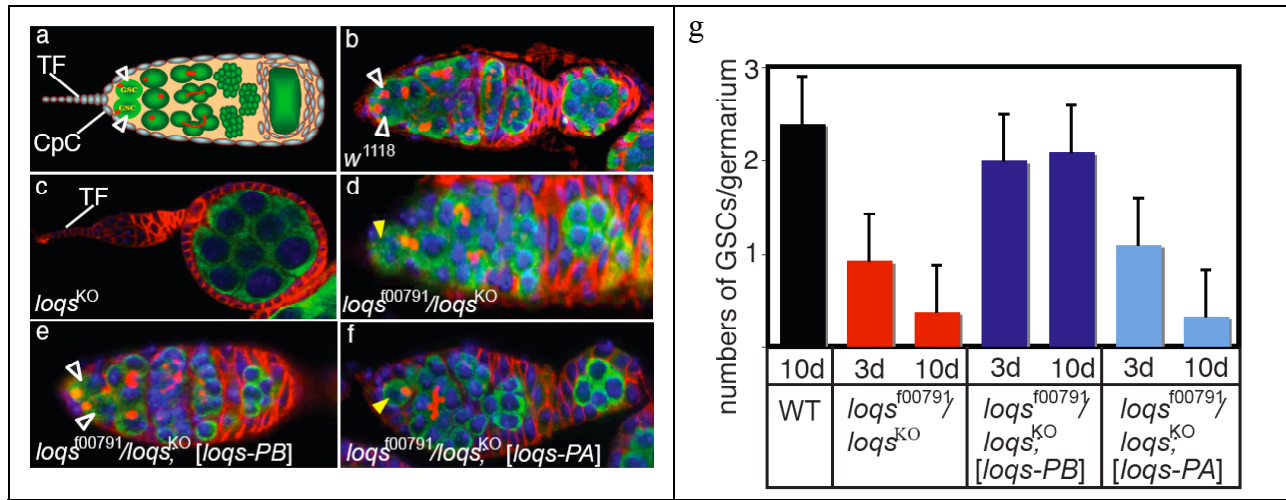 a
TF
GSC
GSC
CpC
b
w1118
c
TF
loqsKO
d
loqsf00791/loqsKO
e
loqsf00791/loqs;KO [loqs-PB]
f
loqsf00791/loqs;KO [loqs-PA]
g
numbers of GSCs/germarium
3
2
1
10d 3d 10d 3d 10d 3d 10d
WT
loqsf00791/
loqsKO
loqsf00791/
loqs;KO
[loqs-PB]
loqsf00791/
loqs;KO
[loqs-PA]